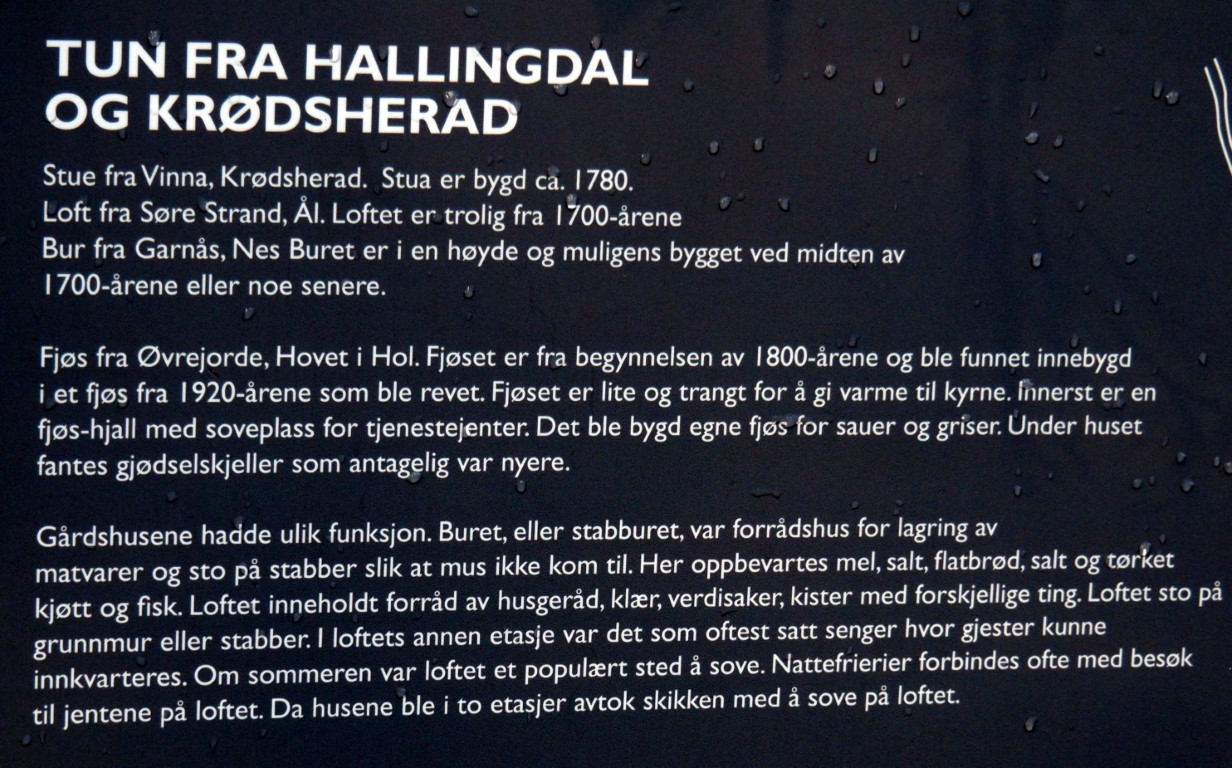 TUN FRA HALLINGDAL
OG KRØDSHERAD
Stue fra Vinna, Krødsherad. Stua er bygd ca. 1780.
Loft fra Søre Strand, Ål. Loftet er trolig fra 1700-årene
Bur fra Garnås, Nes Buret er i en høyde og muligens bygget ved midten av
1700-årene eller noe senere.
Fjøs fra Øvrejorde, Hovet i Hol. Fjøset er fra begynnelsen av 1800-årene og ble funnet innebygd
i et fjøs fra 1920-årene som ble revet. Fjøset er lite og trangt for å gi varme til kyrne. Innerst er en
fjøs-hjall med soveplass for tjenestejenter. Det ble bygd egne fjøs for sauer og griser. Under huset
fantes gjødselskjeller som antagelig var nyere.
Gårdshusene hadde ulik funksjon. Buret, eller stabburet, var forrådshus for lagring av
matvarer og sto på stabber slik at mus ikke kom til. Her oppbevartes mel, salt, flatbrød, salt og tørket
kjøtt og fisk. Loftet inneholdt forråd av husgeråd, klær, verdisaker, kister med forskjellige ting. Loftet sto på
grunnmur eller stabber. I loftets annen etasje var det som oftest satt senger hvor gjester kunne
innkvarteres. Om sommeren var loftet et populært sted å sove. Nattefrierier forbindes ofte med besøk
til jentene på loftet. Da husene ble i to etasjer avtok skikken med å sove på loftet.